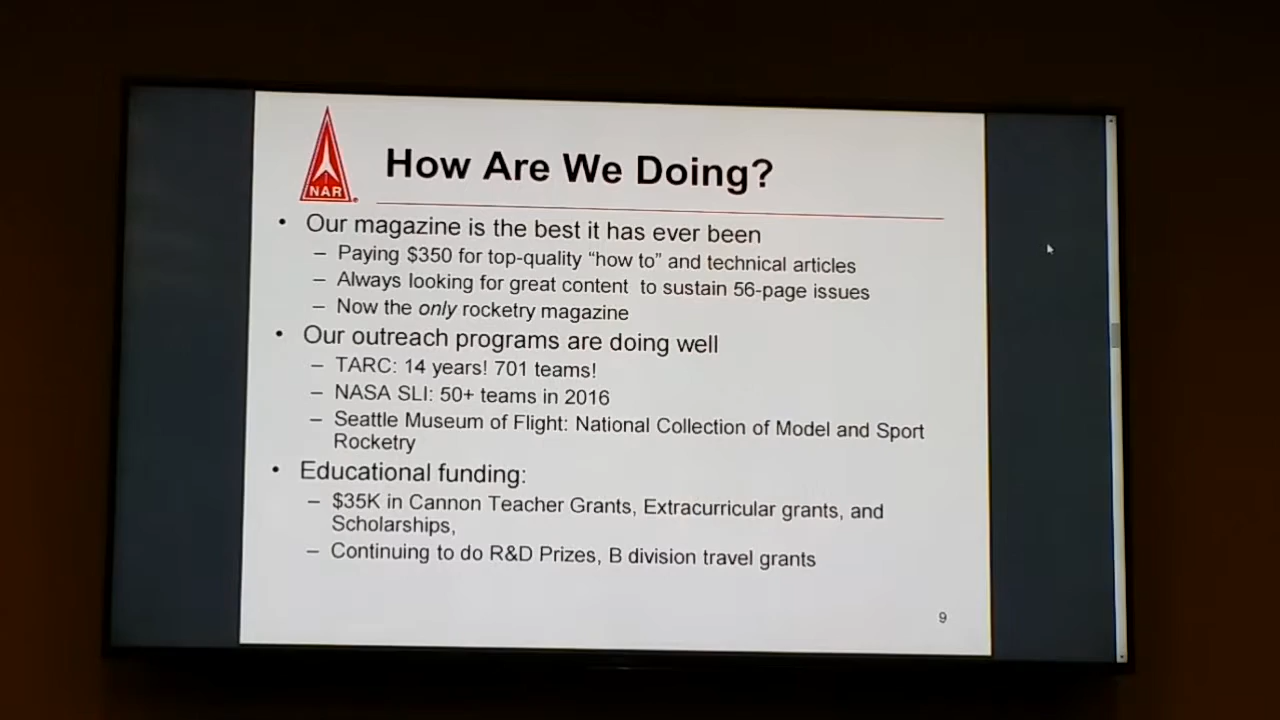 How Are We Doing?
NAR
• Our magazine is the best it has ever been
– Paying $350 for top-quality “how to” and technical articles
– Always looking for great content to sustain 56-page issues
– Now the only rocketry magazine
• Our outreach programs are doing well
– TARC: 14 years! 701 teams!
– NASA SLI: 50+ teams in 2016
– Seattle Museum of Flight: National Collection of Model and Sport
Rocketry
• Educational funding:
– $35K in Cannon Teacher Grants, Extracurricular grants, and
Scholarships,
– Continuing to do R&D Prizes, B division travel grants
9